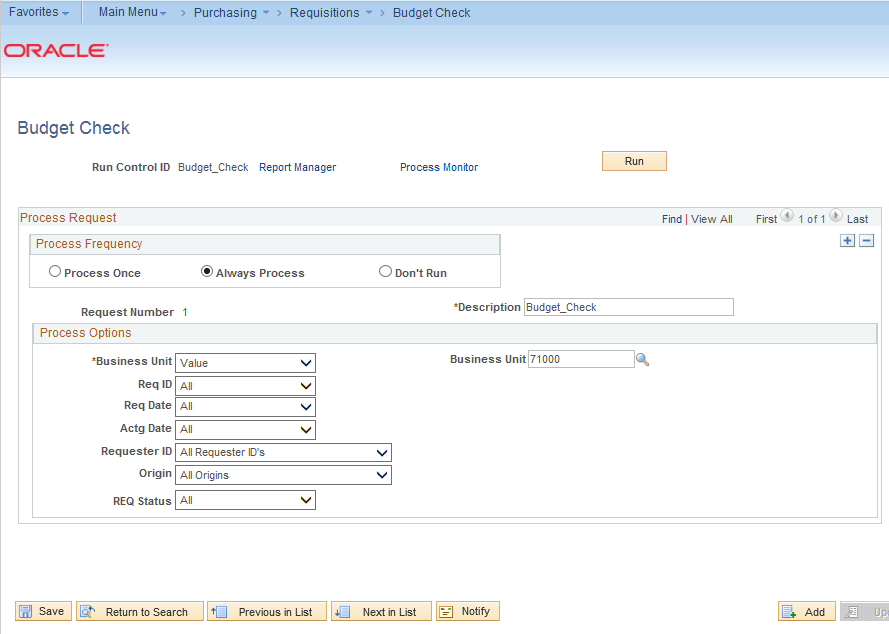 Favorites Main Menu > Purchasing > Requisitions > Budget Check
ORACLE
Budget Check
Run Control ID Budget_Check Report Manager Process Monitor Run
Process Request Find | View All First 1 of 1 Last
Process Frequency
Process Once Always Process Don't Run
Request Number 1 *Description Budget_Check
Process Options
*Business Unit Value Business Unit 71000
Req ID All
Req Date All
Actg Date All
Requester ID All Requester ID's
Origin All Origins
REQ Status All
Save Return to Search Previous in List Next in List Notify Add